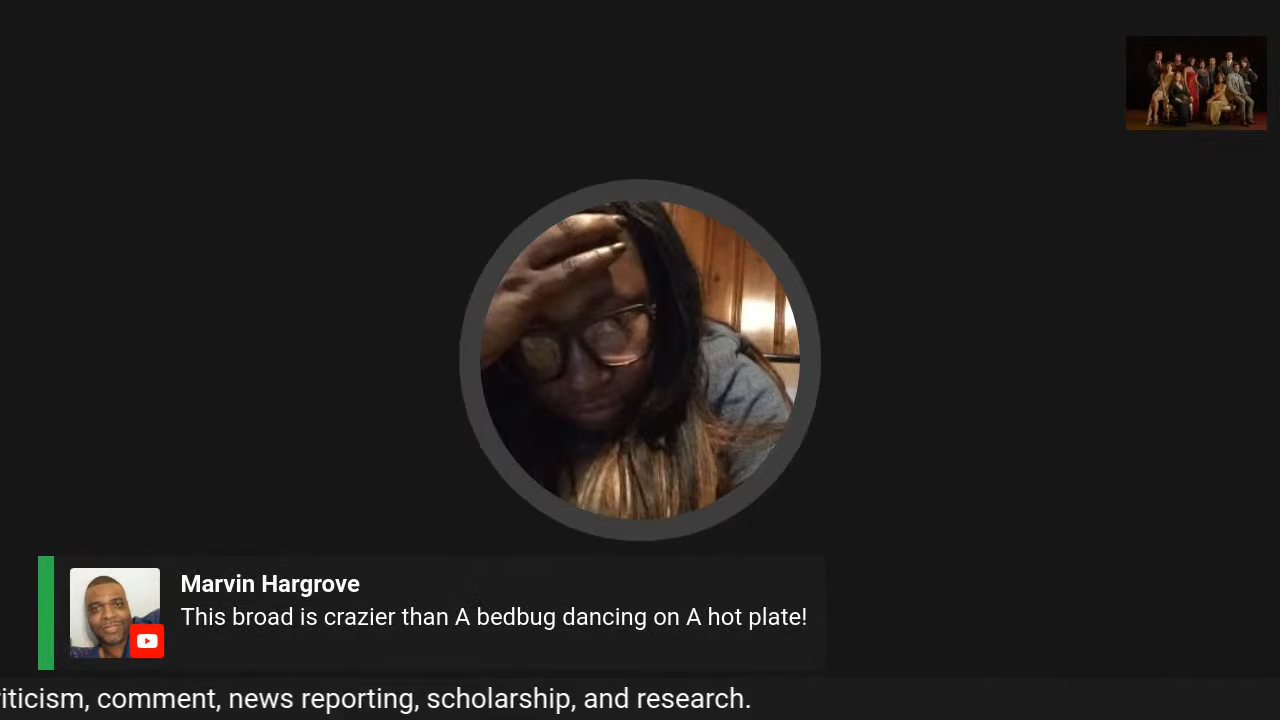 Marvin Hargrove
This broad is crazier than A bedbug dancing on A hot plate!
iticism, comment, news reporting, scholarship, and research.